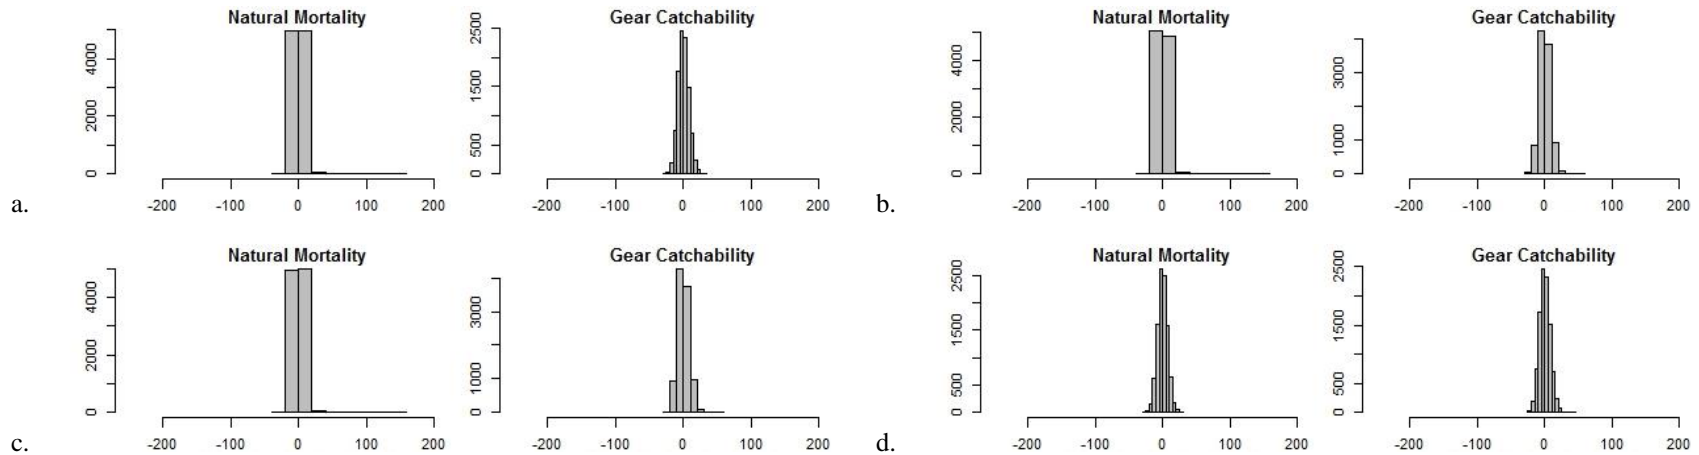 Natural Mortality Gear Catchability Natural Mortality Gear Catchability
0 2000 4000 500 1500 2500 0 2000 4000 0 1000 3000
a. -200 -100 0 100 200 -200 -100 0 100 200 b. -200 -100 0 100 200 -200 -100 0 100 200
Natural Mortality Gear Catchability Natural Mortality Gear Catchability
0 2000 4000 0 1000 3000 0 500 1500 2500 0 500 1500 2500
c. -200 -100 0 100 200 -200 -100 0 100 200 d. -200 -100 0 100 200 -200 -100 0 100 200